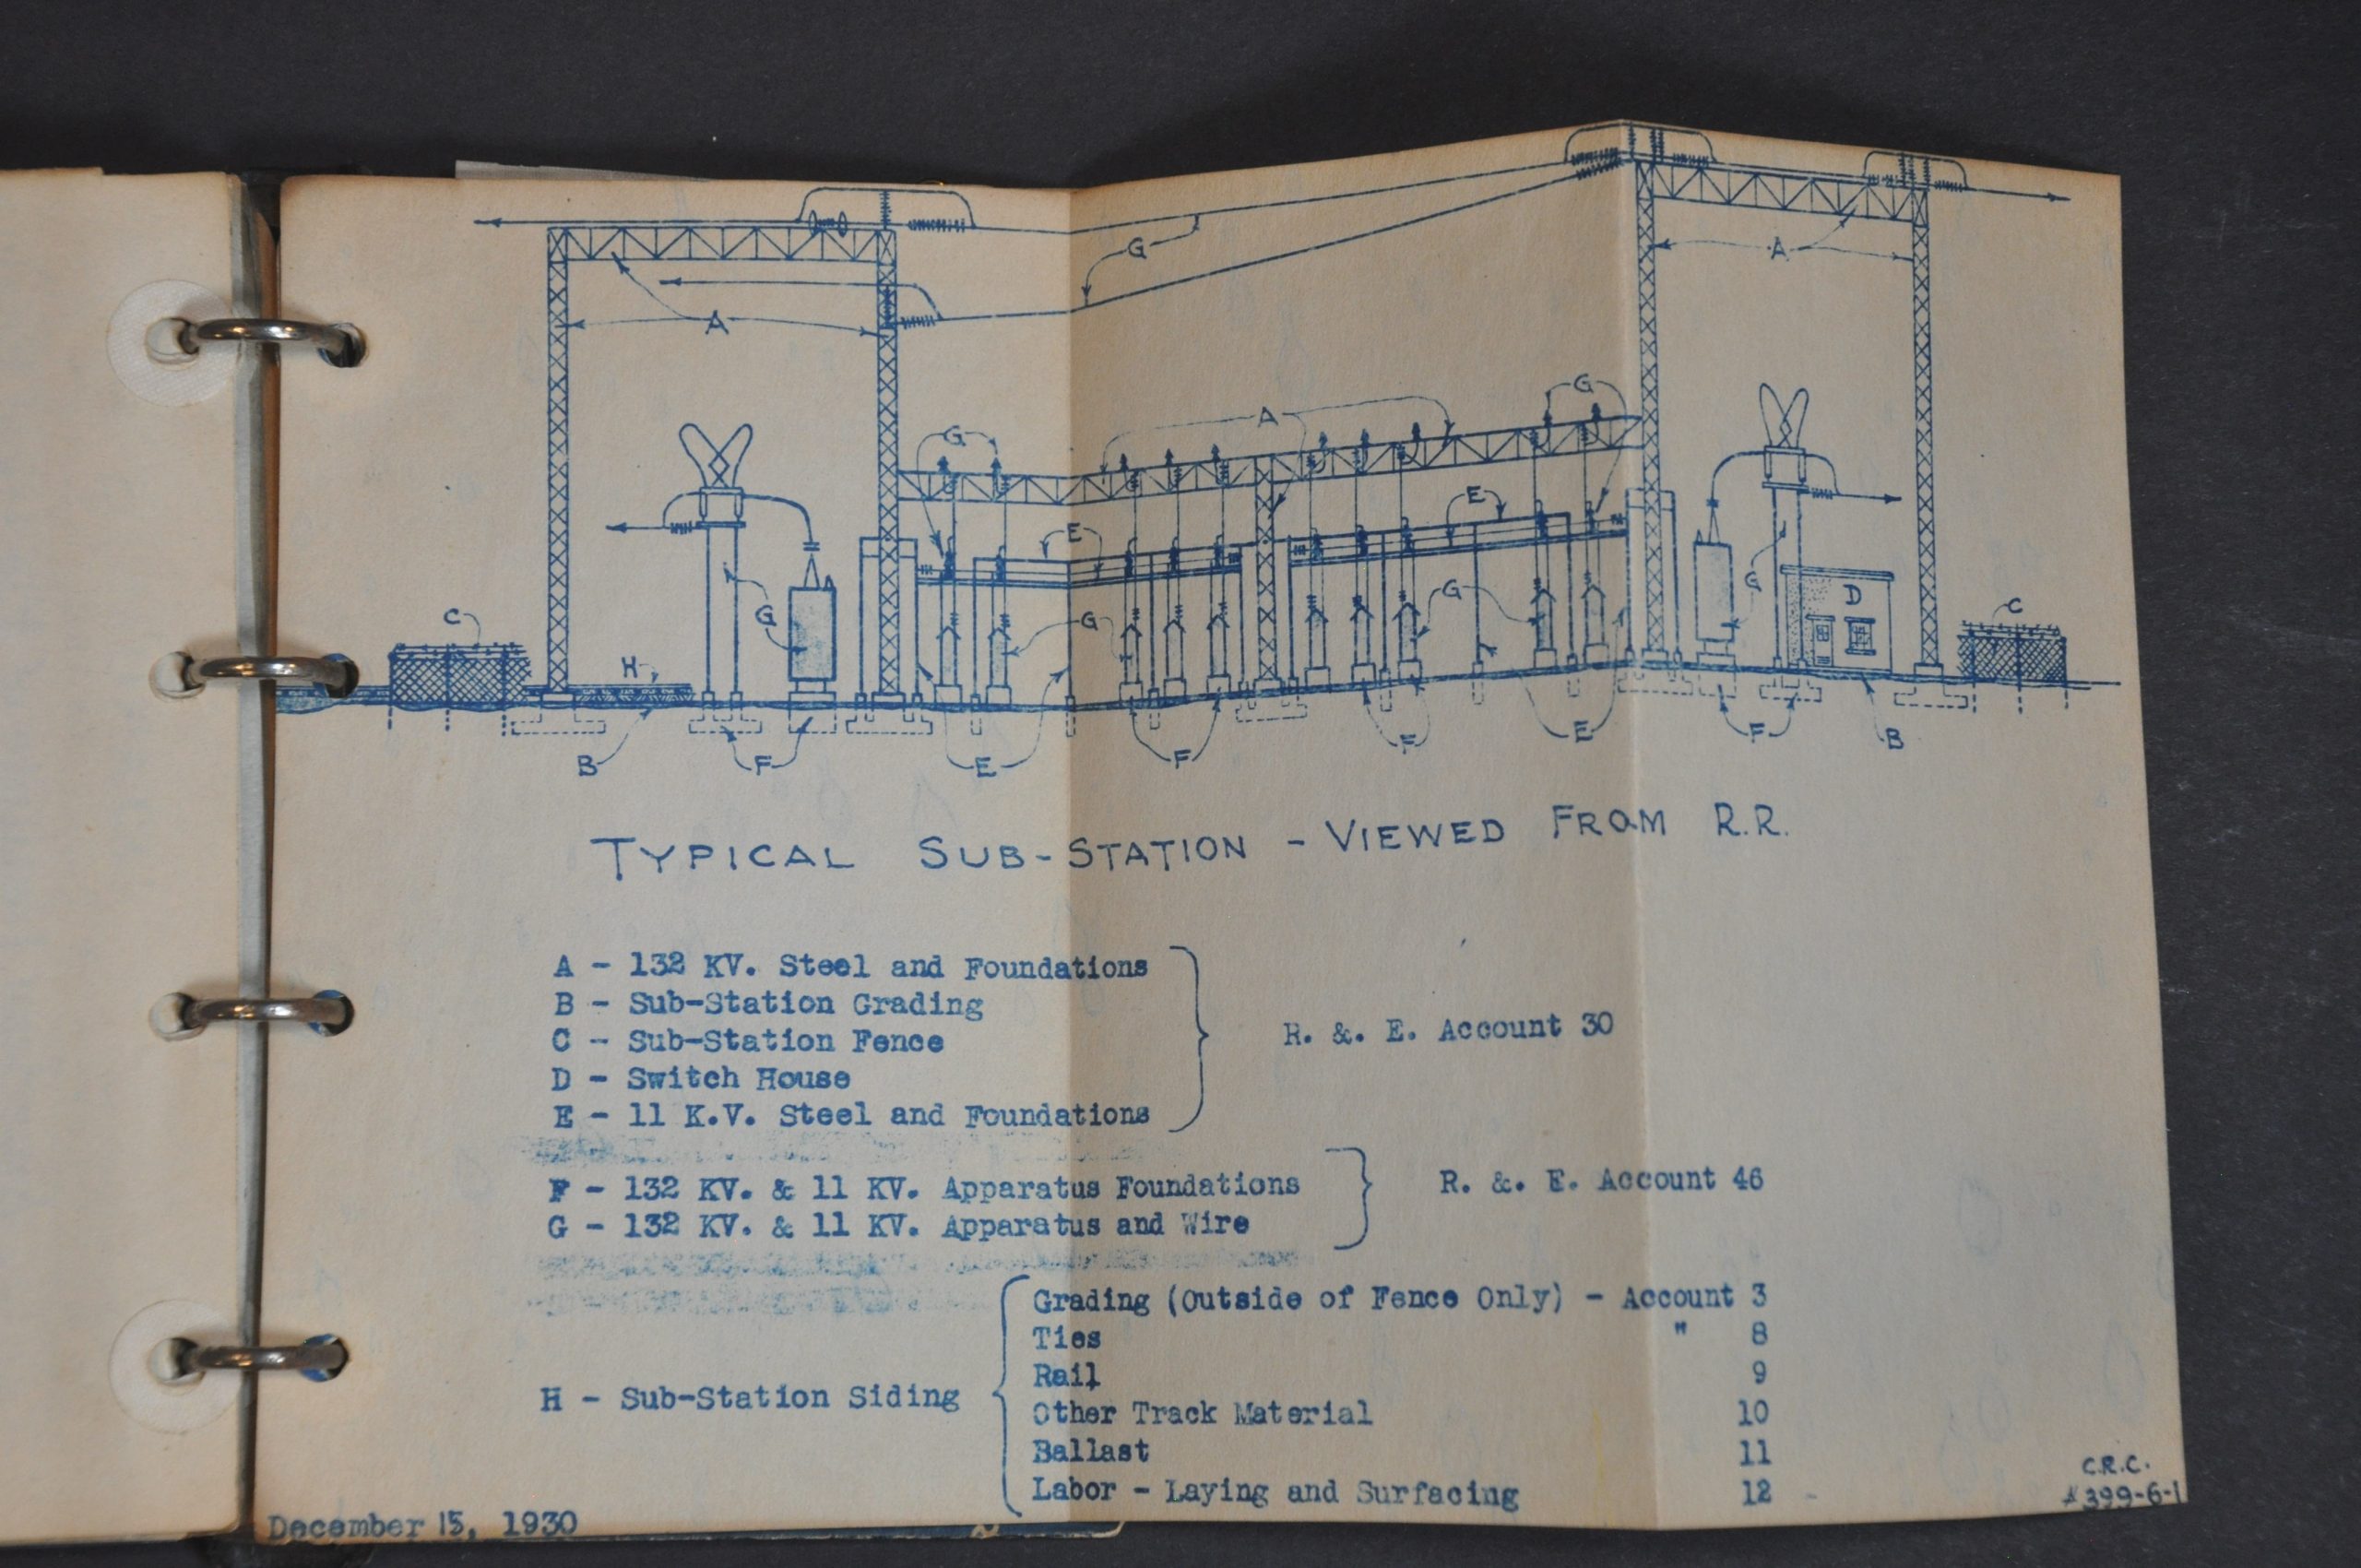 G
A
A
G
A
G
G
E
E
C
H
G
G
G
G
D
C
B
F
E
F
F
E
F
B
TYPICAL SUB-STATION - VIEWED FROM R.R.
A - 132 KV. Steel and Foundations
B - Sub-Station Grading
C - Sub-Station Fence
D - Switch House
E - 11 K.V. Steel and Foundations
R. &. E. Account 30
F - 132 KV. & 11 KV. Apparatus Foundations
G - 132 KV. & 11 KV. Apparatus and Wire
R. &. E. Account 46
H - Sub-Station Siding
Grading (Outside of Fence Only) - Account 3
Ties " 8
Rail 9
Other Track Material 10
Ballast 11
Labor - Laying and Surfacing 12
December 15, 1930
C.R.C.
399-6-1